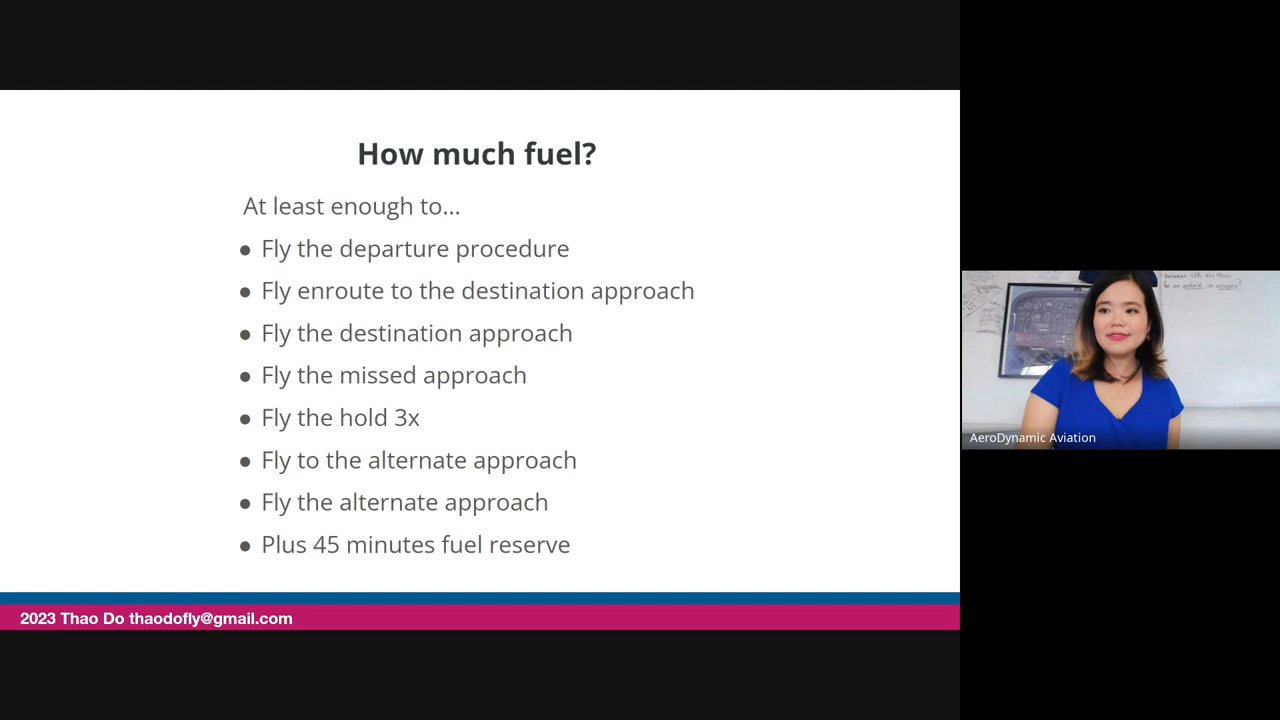 How much fuel?
At least enough to...
● Fly the departure procedure
● Fly enroute to the destination approach
● Fly the destination approach
● Fly the missed approach
● Fly the hold 3x
● Fly to the alternate approach
● Fly the alternate approach
● Plus 45 minutes fuel reserve
2023 Thao Do thaodofly@gmail.com
AeroDynamic Aviation